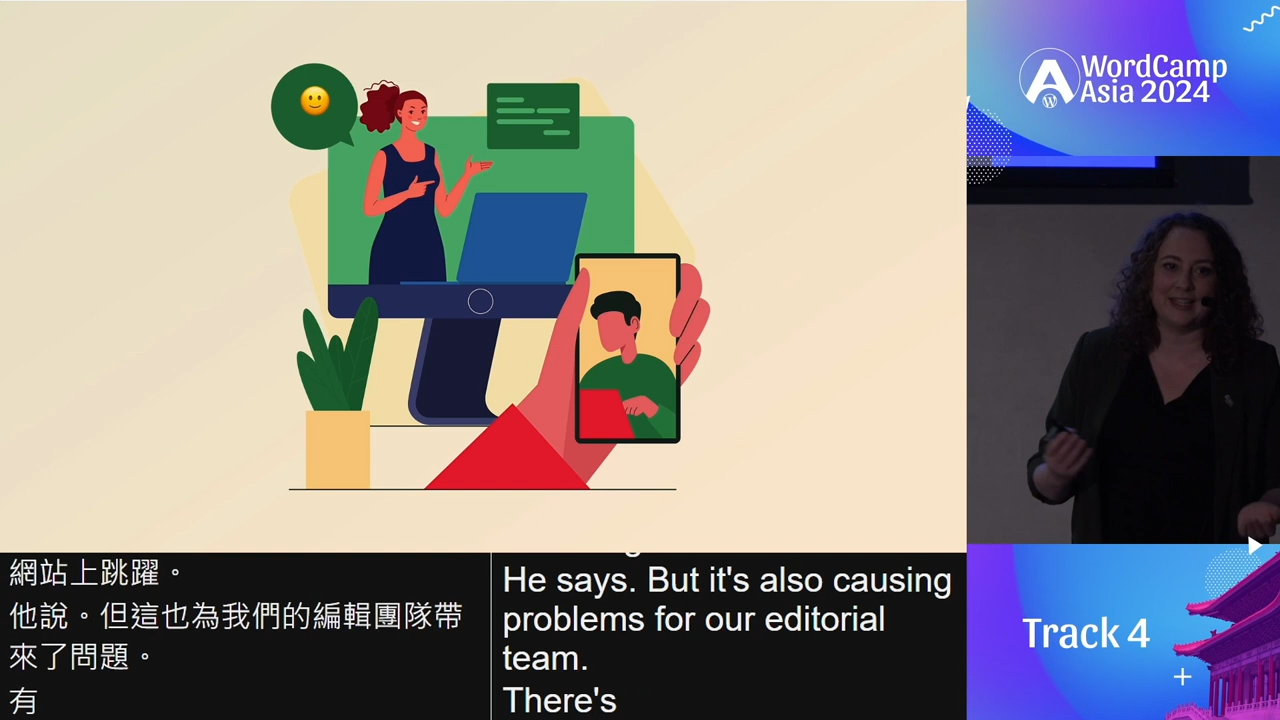 WordCamp
Asia 2024
網站上跳躍。
他說。但這也為我們的編輯團隊帶
來了問題。
有
He says. But it's also causing
problems for our editorial
team.
There's
Track 4